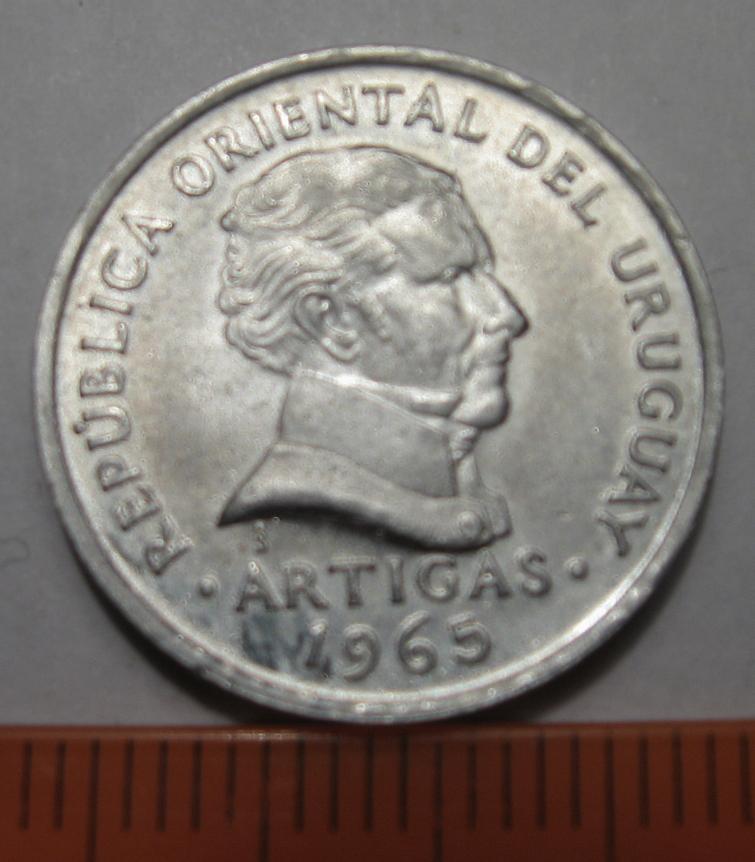 REPÚBLICA ORIENTAL DEL URUGUAY
· ARTIGAS ·
1965